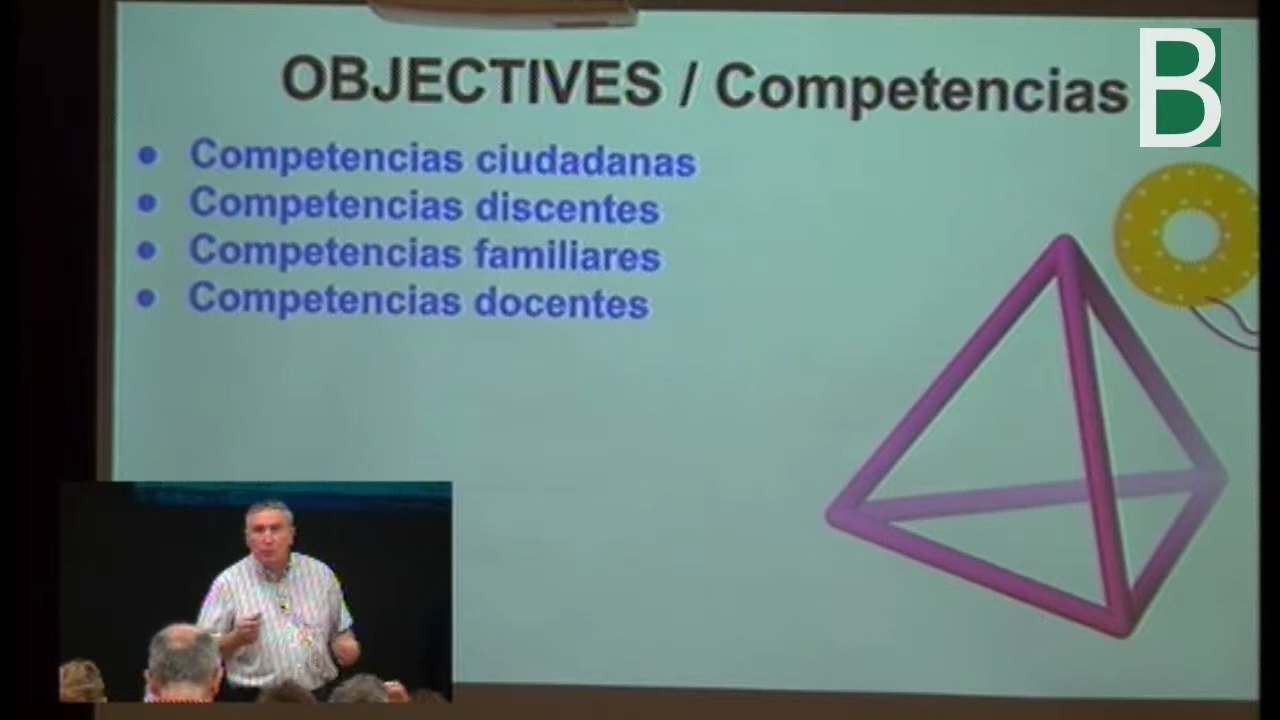 OBJECTIVES / Competencias
B
Competencias ciudadanas
Competencias discentes
Competencias familiares
Competencias docentes